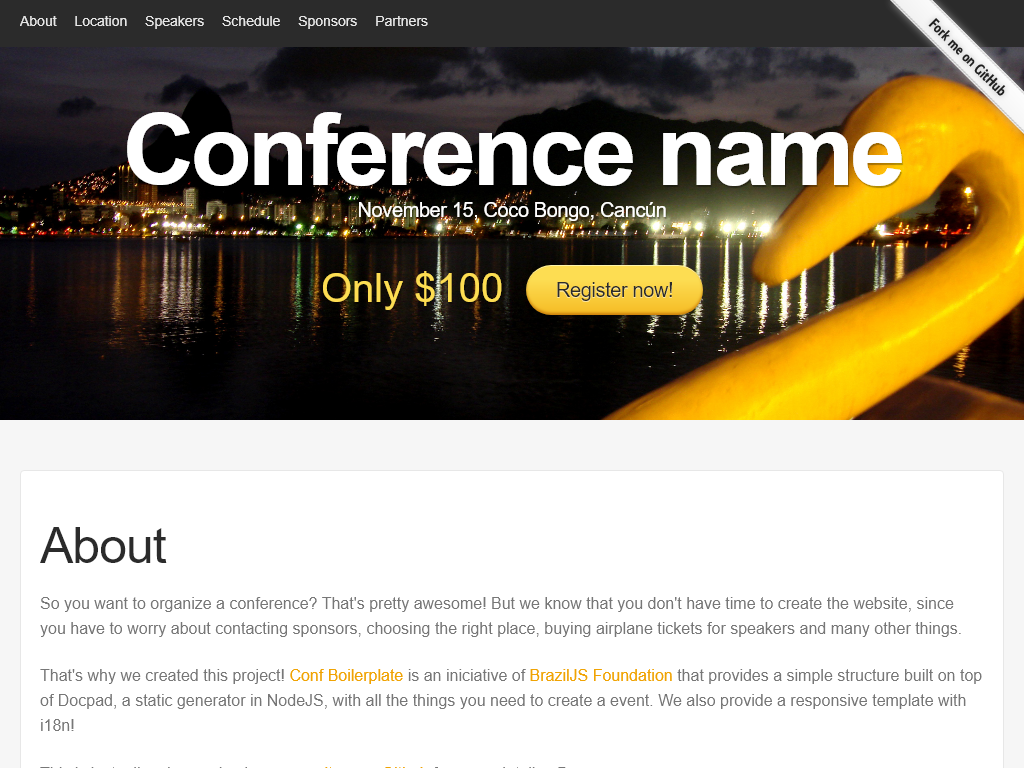 About Location Speakers Schedule Sponsors Partners
Fork me on GitHub
Conference name
November 15, Coco Bongo, Cancún
Only $100
Register now!
About
So you want to organize a conference? That's pretty awesome! But we know that you don't have time to create the website, since
you have to worry about contacting sponsors, choosing the right place, buying airplane tickets for speakers and many other things.
That's why we created this project! Conf Boilerplate is an iniciative of BrazilJS Foundation that provides a simple structure built on top
of Docpad, a static generator in NodeJS, with all the things you need to create a event. We also provide a responsive template with
i18n!